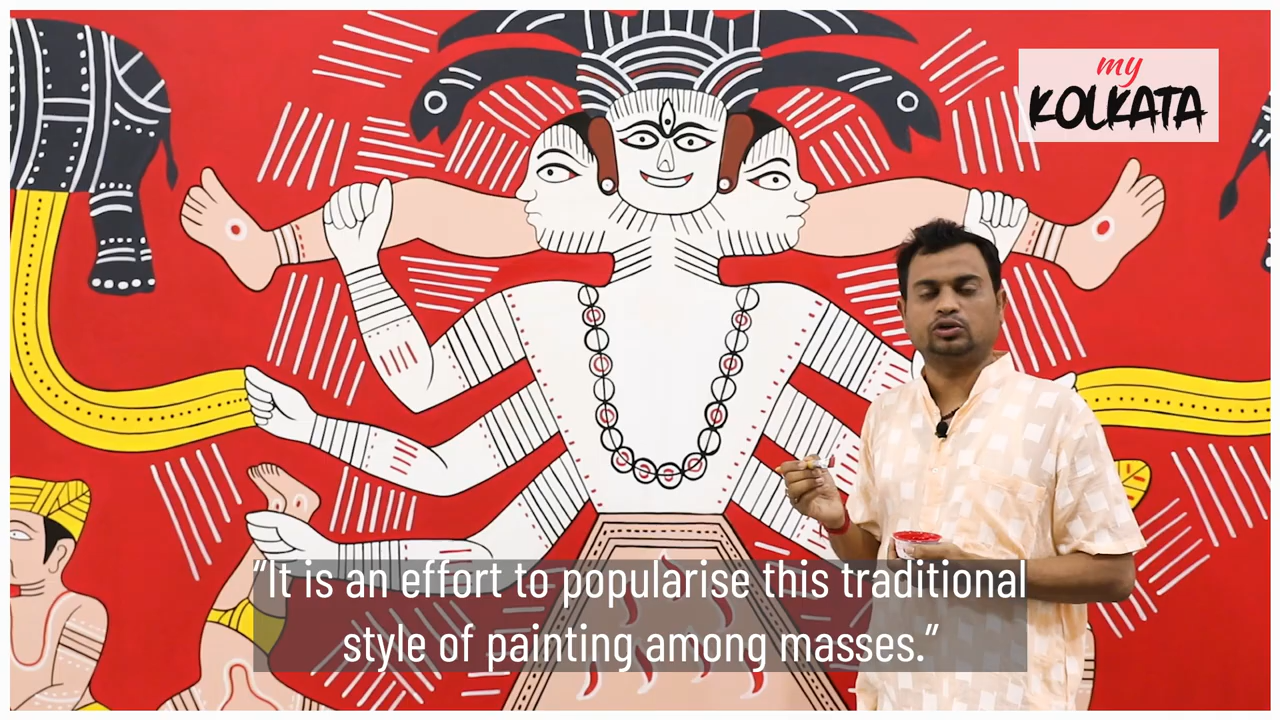 my
KOLKATA
“It is an effort to popularise this traditional
style of painting among masses.”